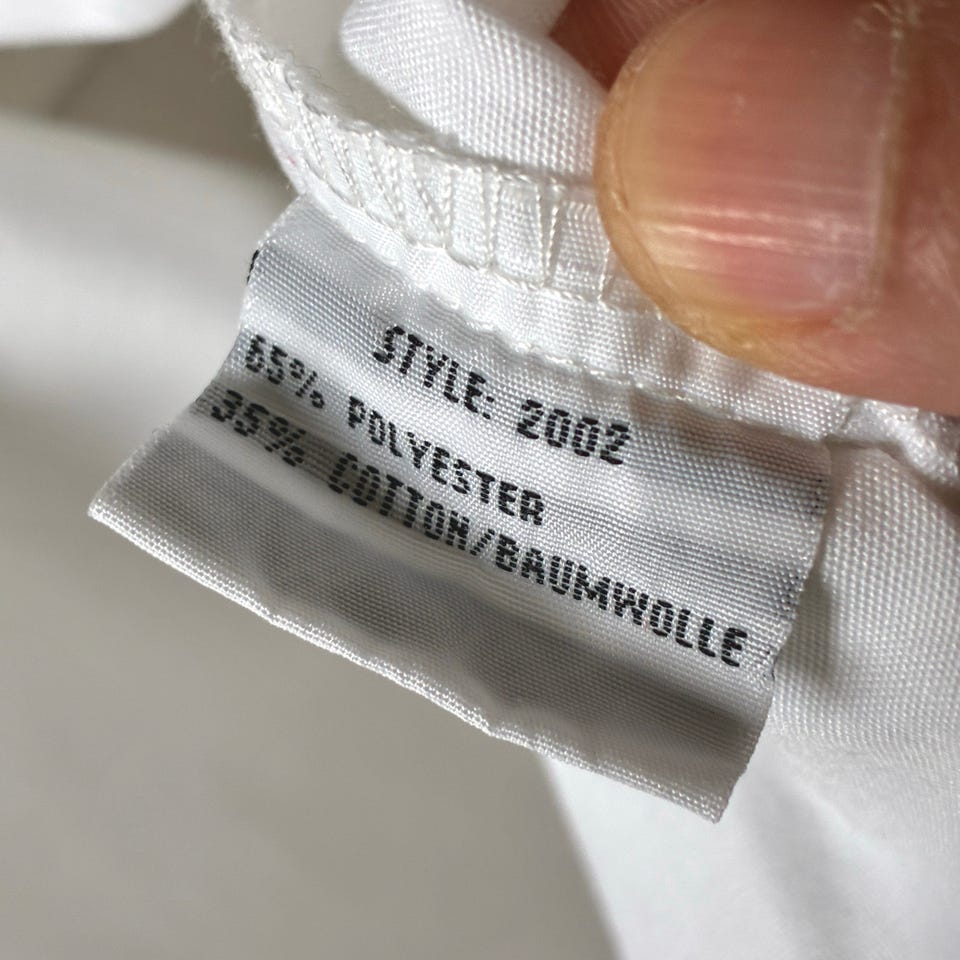 STYLE: 2002
65% POLYESTER
35% COTTON/BAUMWOLLE